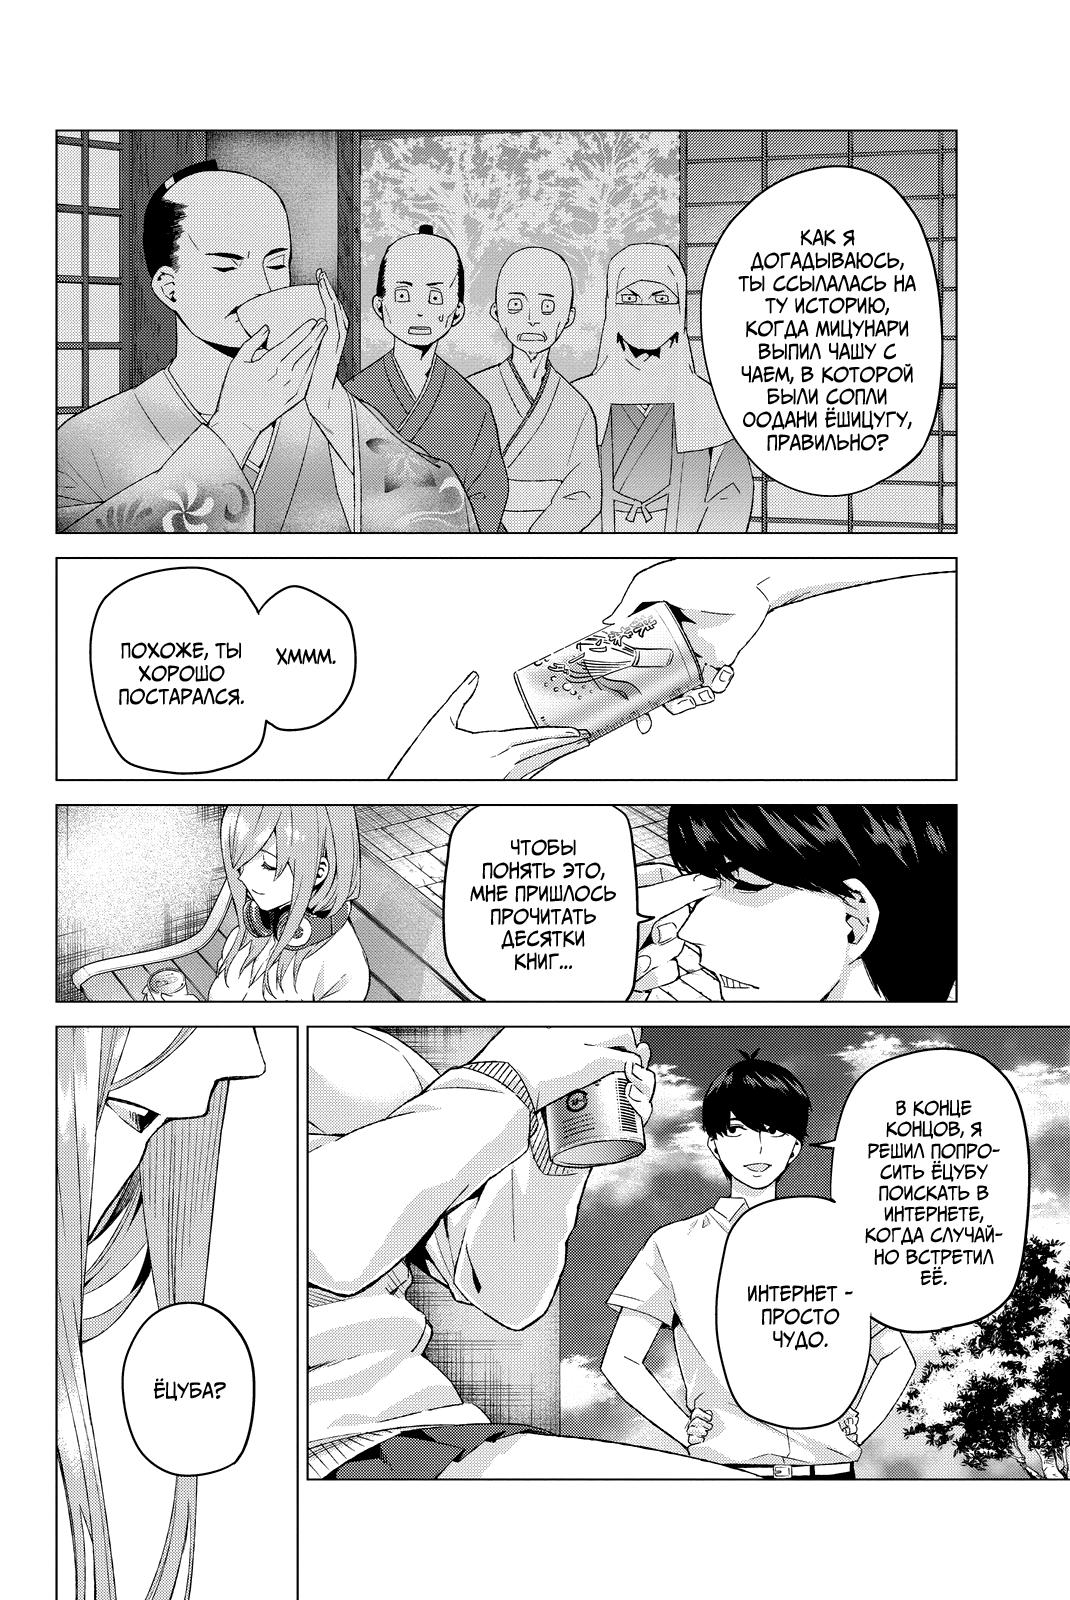 КАК Я
ДОГАДЫВАЮСЬ,
ТЫ ССЫЛАЛАСЬ НА
ТУ ИСТОРИЮ,
КОГДА МИЦУНАРИ
ВЫПИЛ ЧАШУ С
ЧАЕМ, В КОТОРОЙ
БЫЛИ СОПЛИ
ООДАНИ ЁШИЦУГУ,
ПРАВИЛЬНО?
ХМММ.
ПОХОЖЕ, ТЫ
ХОРОШО
ПОСТАРАЛСЯ.
ЧТОБЫ
ПОНЯТЬ ЭТО,
МНЕ ПРИШЛОСЬ
ПРОЧИТАТЬ
ДЕСЯТКИ
КНИГ...
В КОНЦЕ
КОНЦОВ, Я
РЕШИЛ ПОПРО-
СИТЬ ЁЦУБУ
ПОИСКАТЬ В
ИНТЕРНЕТЕ,
КОГДА СЛУЧАЙ-
НО ВСТРЕТИЛ
ЕЁ.
ИНТЕРНЕТ -
ПРОСТО
ЧУДО.
ЁЦУБА?